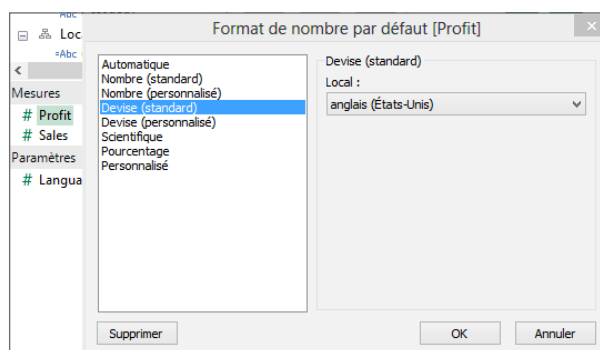 Abc
Loc
Format de nombre par défaut [Profit]
=Abc
Mesures
# Profit
# Sales
Paramètres
# Langua
Automatique
Nombre (standard)
Nombre (personnalisé)
Devise (standard)
Devise (personnalisé)
Scientifique
Pourcentage
Personnalisé
Devise (standard)
Local :
anglais (États-Unis)
Supprimer
OK
Annuler